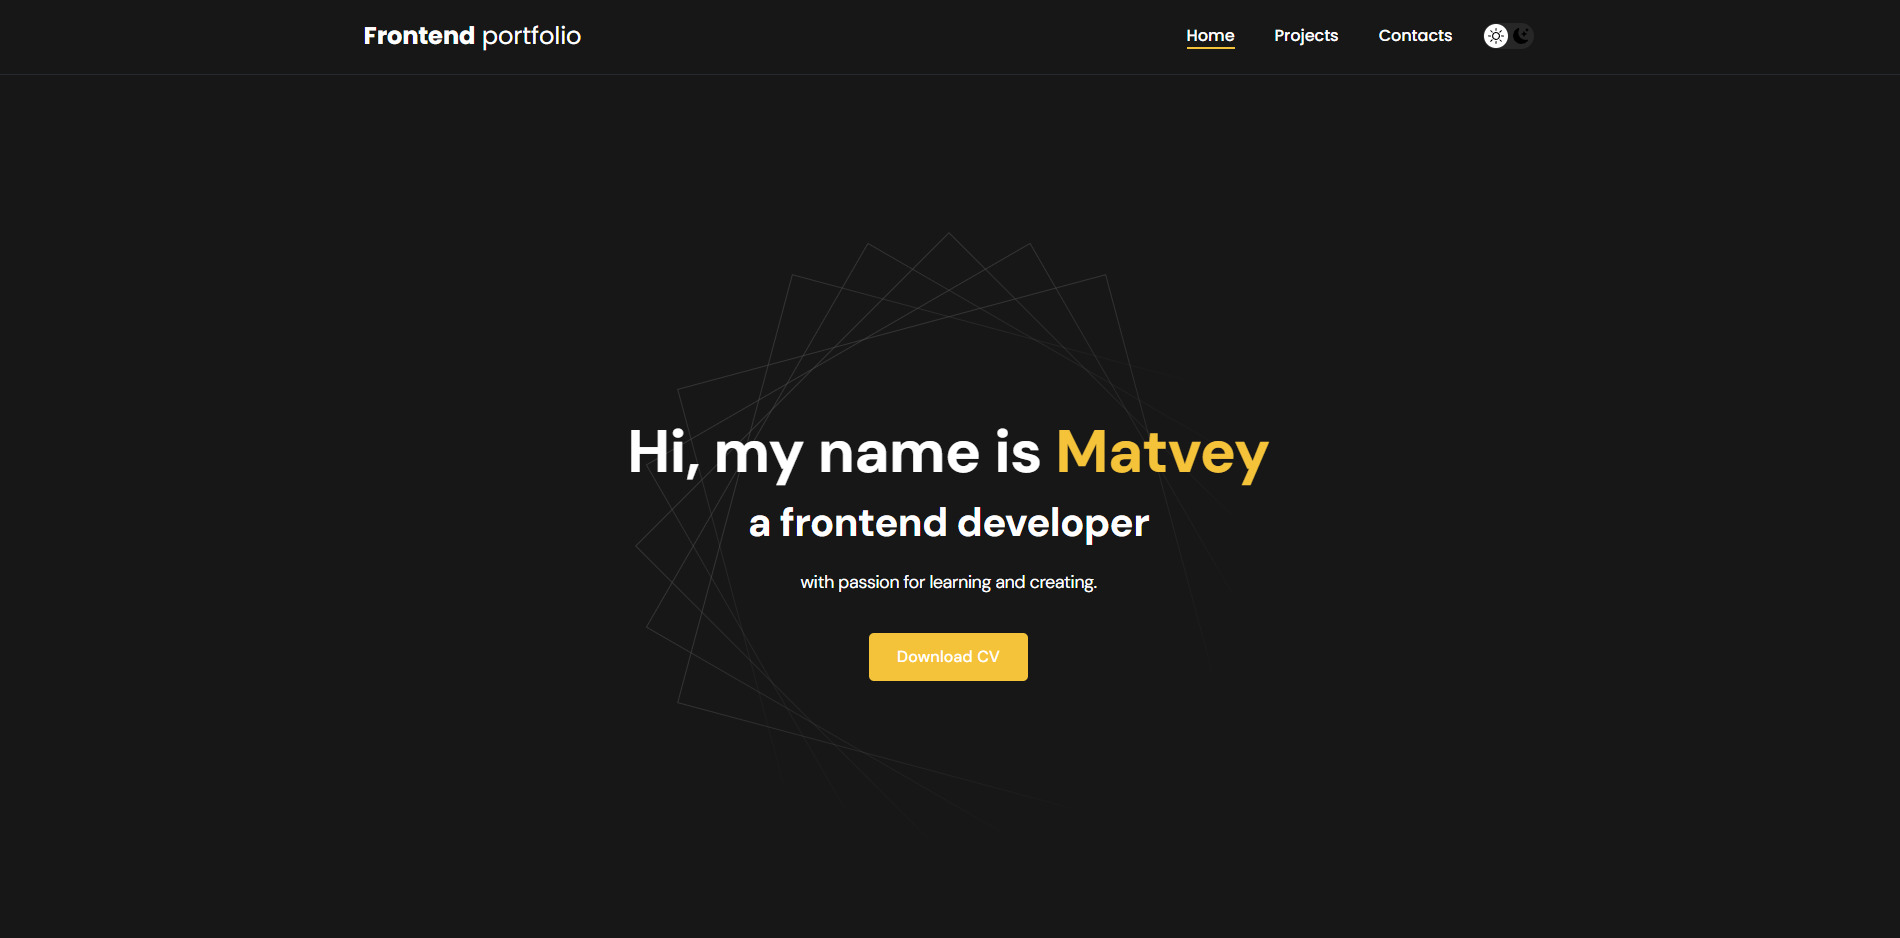 Frontend portfolio
Home Projects Contacts
Hi, my name is Matvey
a frontend developer
with passion for learning and creating.
Download CV